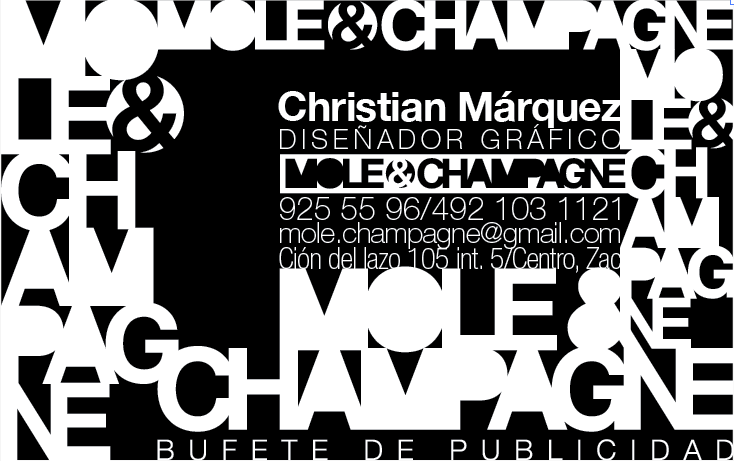 MOLE&CHAMPAGNE
MO
LE&
CH
AM
PAG
NE
Christian Márquez
DISEÑADOR GRÁFICO
MOLE&CHAMPAGNE
925 55 96/492 103 1121
mole.champagne@gmail.com
Ción del lazo 105 int. 5/Centro, Zac
MO
LE&
CH
AM
PAG
NE
MOLE &
CHAMPAGNE
BUFETE DE PUBLICIDAD